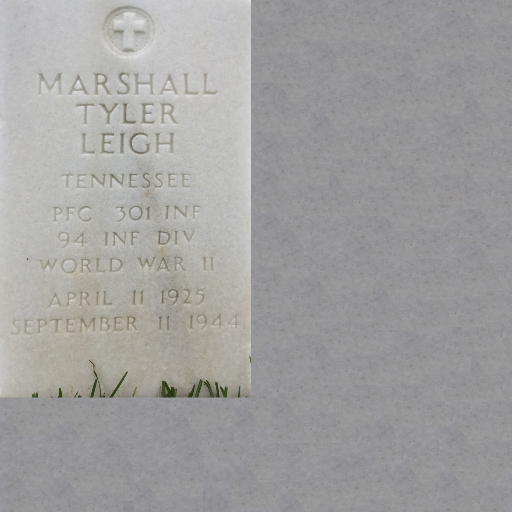 MARSHALL
TYLER
LEIGH
TENNESSEE
PFC 301 INF
94 INF DIV
WORLD WAR II
APRIL 11 1925
SEPTEMBER 11 1944